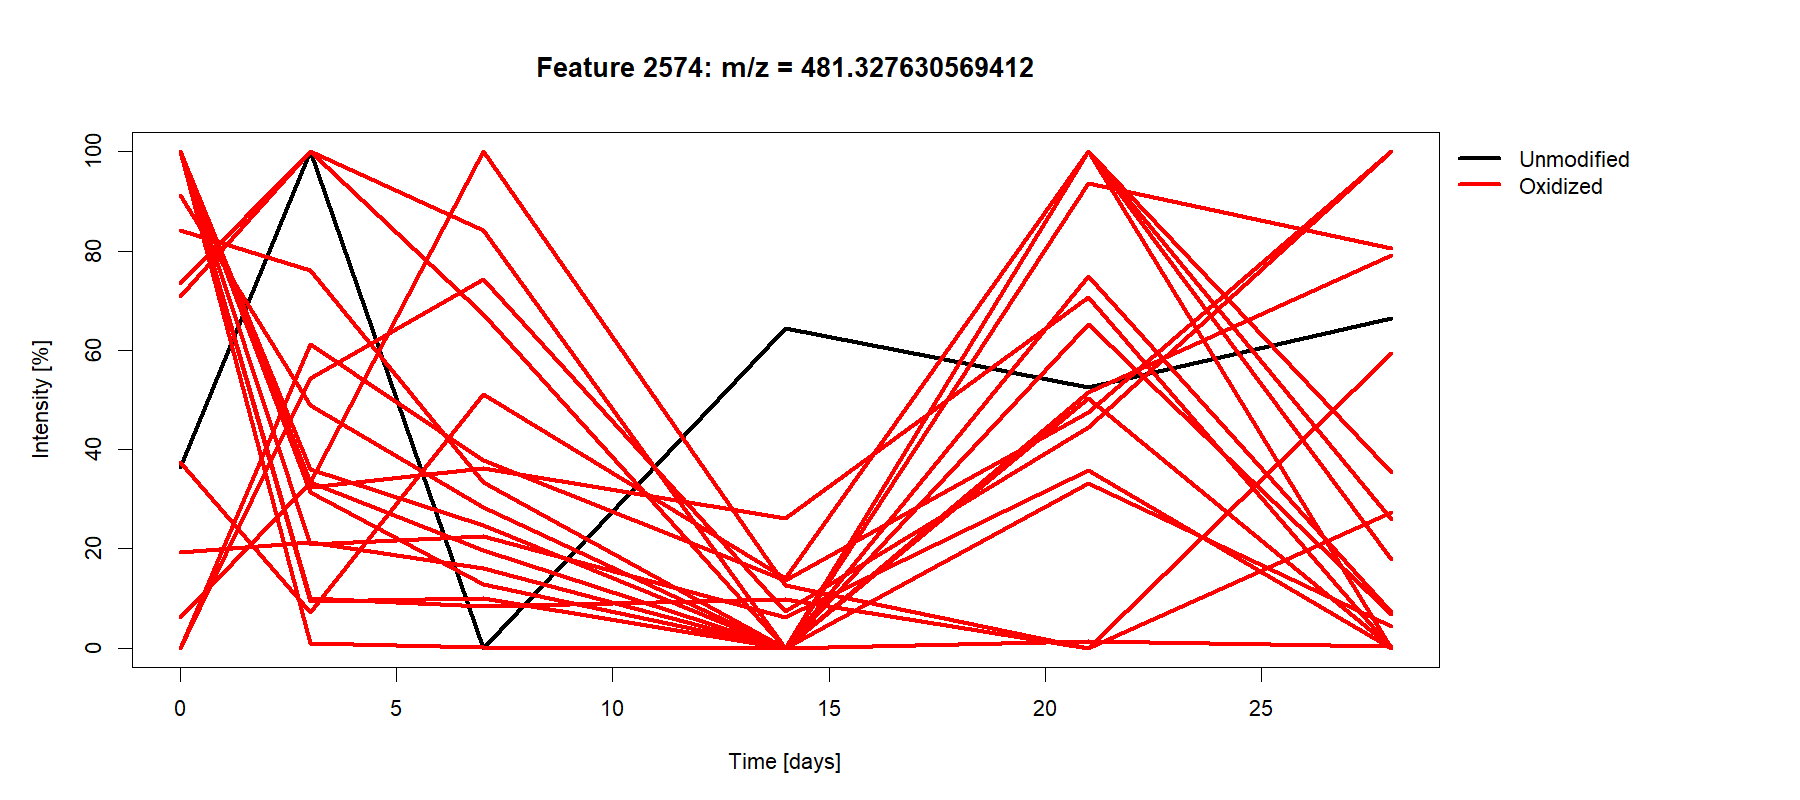 Feature 2574: m/z = 481.327630569412
Unmodified
Oxidized
Intensity [%]
100
80
60
40
20
0
0 5 10 15 20 25
Time [days]